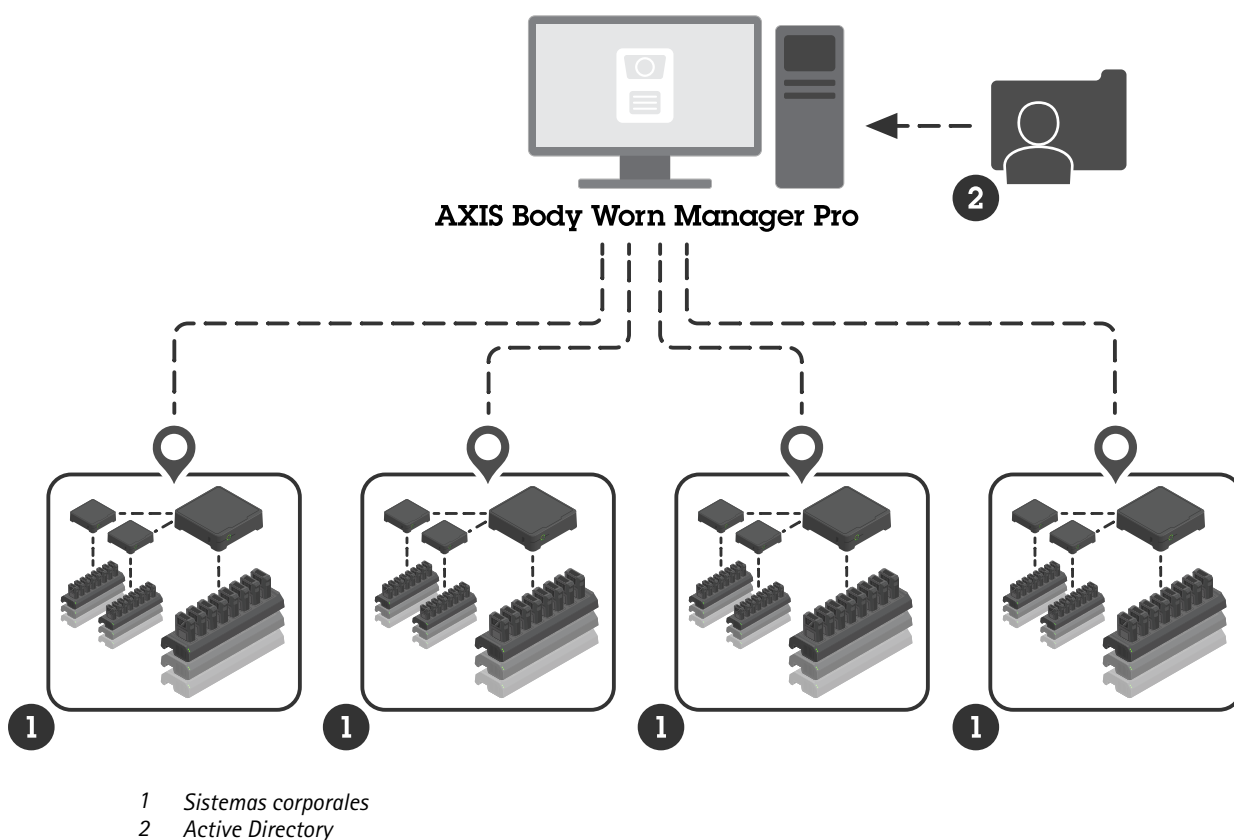 2
AXIS Body Worn Manager Pro
1 1 1 1
1 Sistemas corporales
2 Active Directory